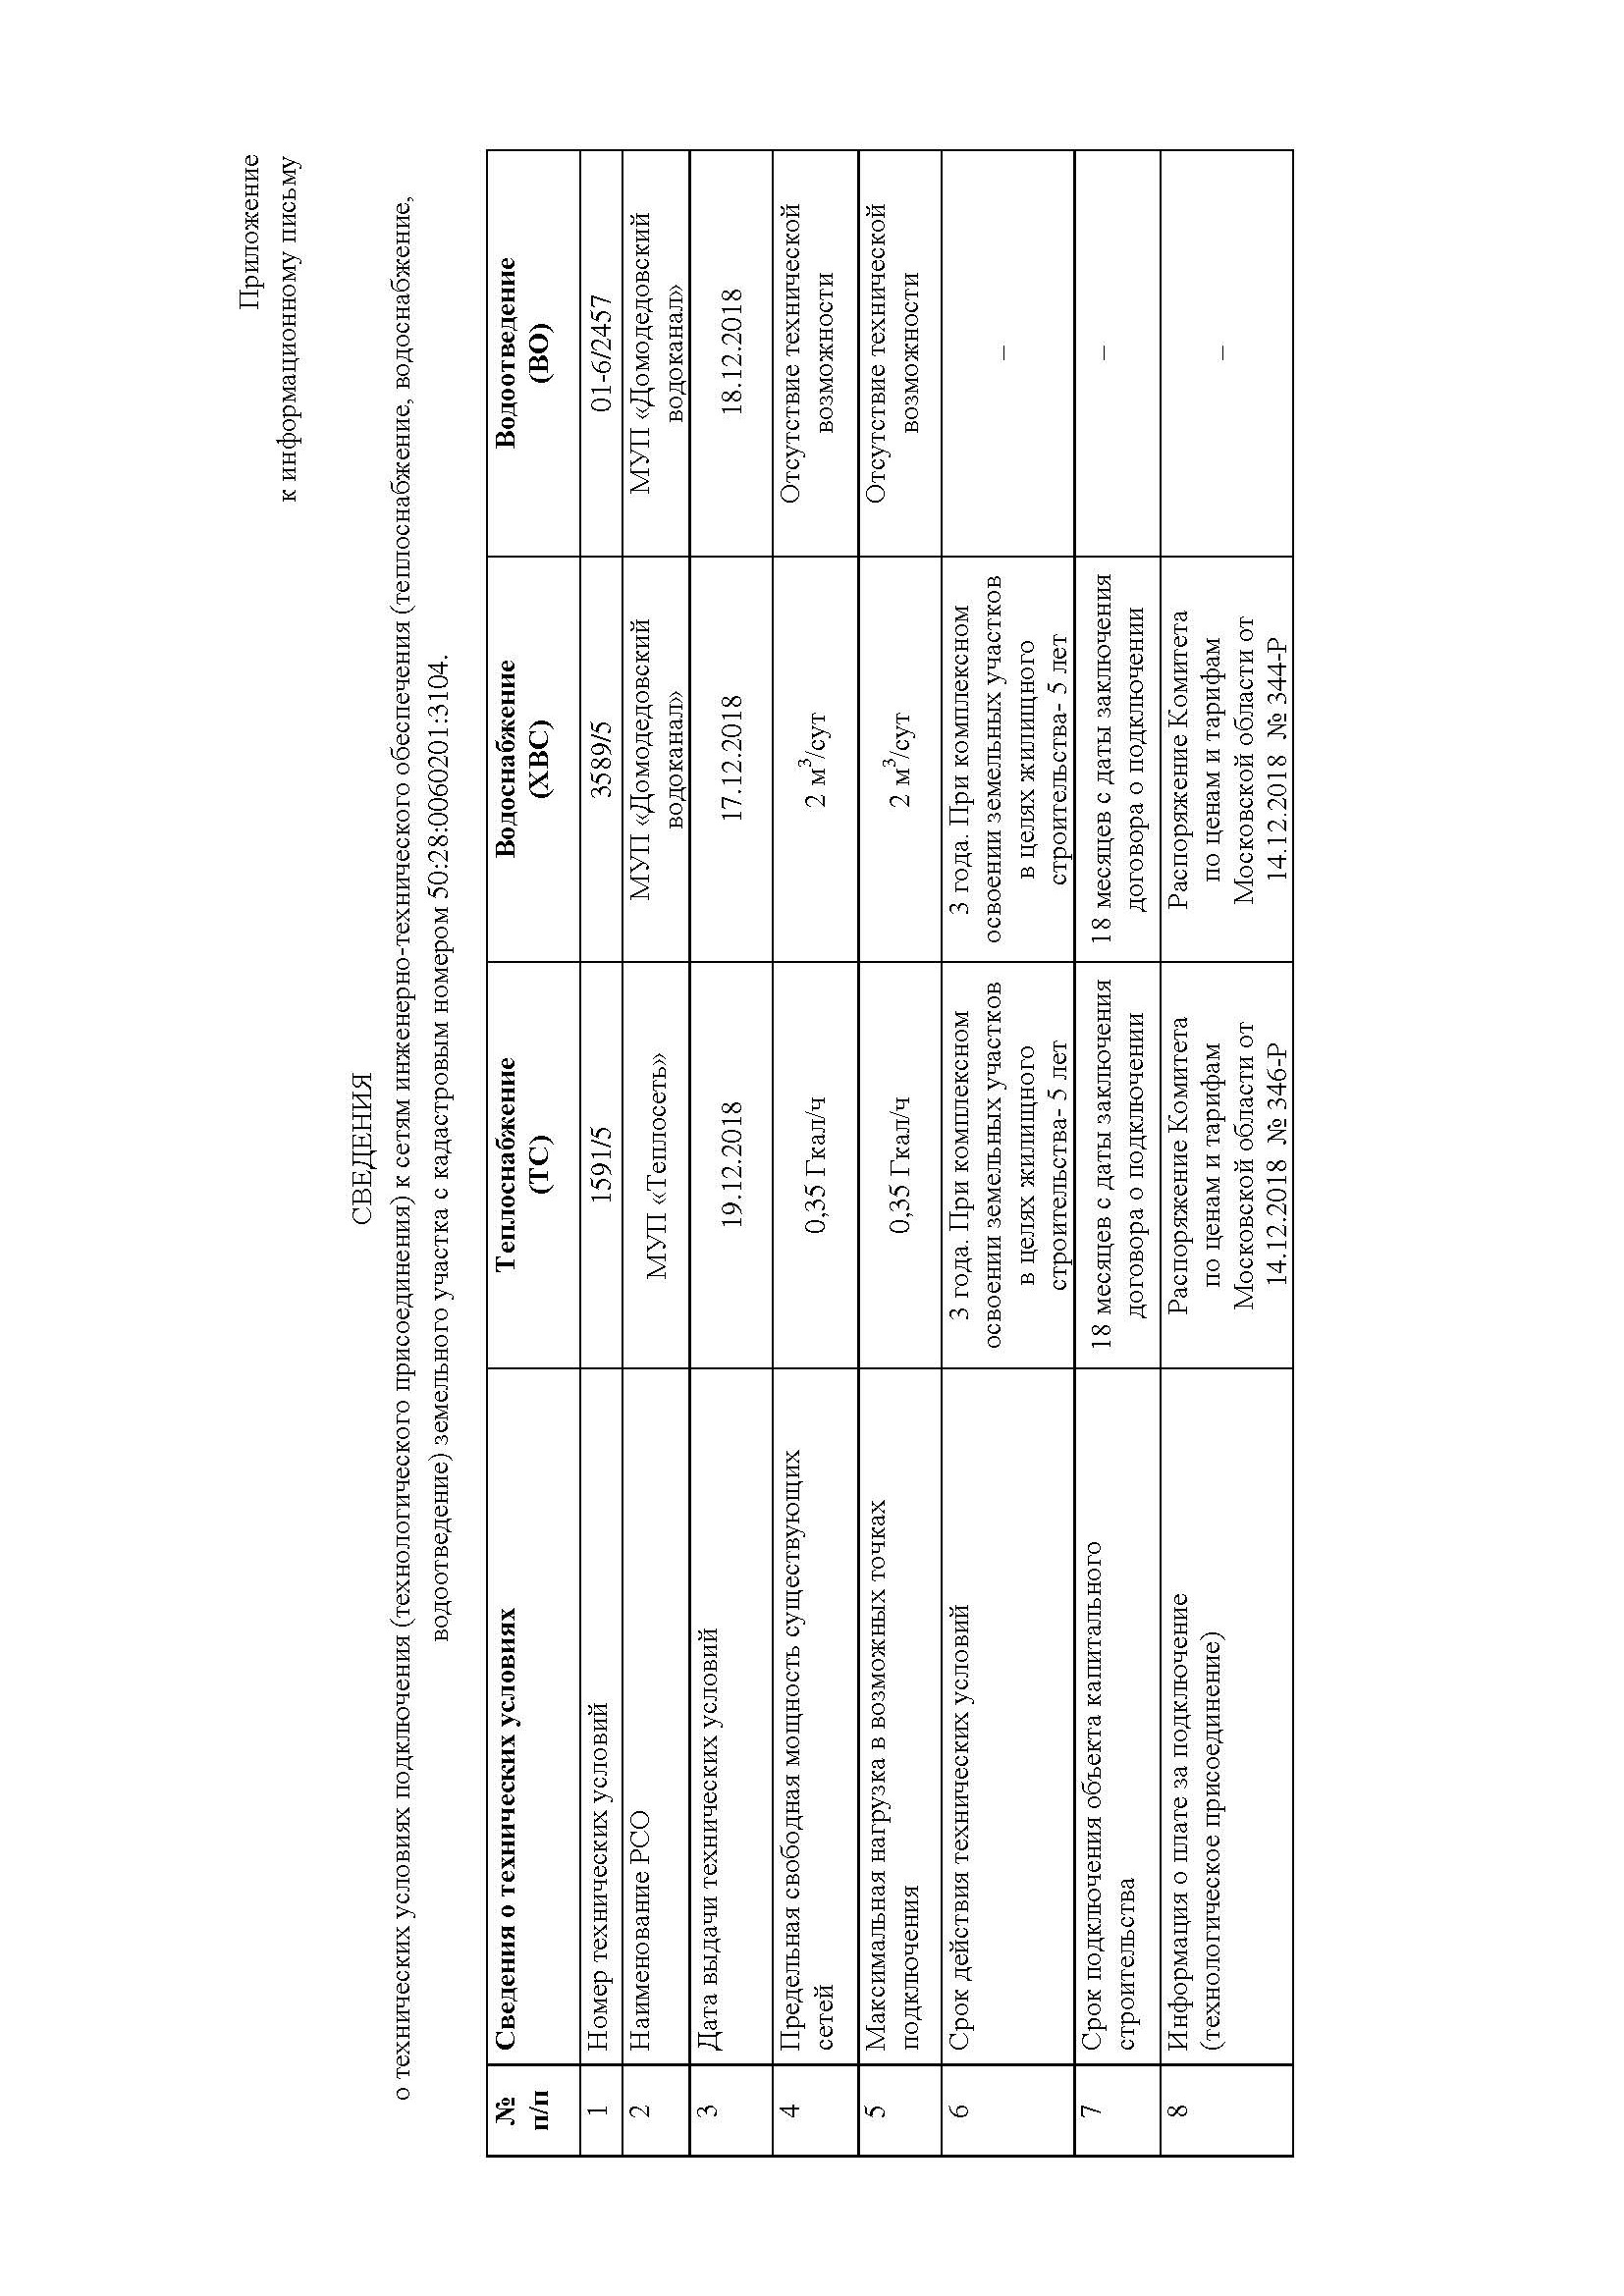 Приложение
к информационному письму
СВЕДЕНИЯ
о технических условиях подключения (технологического присоединения) к сетям инженерно-технического обеспечения (теплоснабжение, водоснабжение,
водоотведение) земельного участка с кадастровым номером 50:28:0060201:3104.
№
п/п
Сведения о технических условиях
Теплоснабжение
(ТС)
Водоснабжение
(ХВС)
Водоотведение
(ВО)
1
Номер технических условий
1591/5
3589/5
01-6/2457
2
Наименование РСО
МУП «Теплосеть»
МУП «Домодедовский
водоканал»
МУП «Домодедовский
водоканал»
3
Дата выдачи технических условий
19.12.2018
17.12.2018
18.12.2018
4
Предельная свободная мощность существующих
сетей
0,35 Гкал/ч
2 м³/сут
Отсутствие технической
возможности
5
Максимальная нагрузка в возможных точках
подключения
0,35 Гкал/ч
2 м³/сут
Отсутствие технической
возможности
6
Срок действия технических условий
3 года. При комплексном
освоении земельных участков
в целях жилищного
строительства- 5 лет
3 года. При комплексном
освоении земельных участков
в целях жилищного
строительства- 5 лет
–
7
Срок подключения объекта капитального
строительства
18 месяцев с даты заключения
договора о подключении
18 месяцев с даты заключения
договора о подключении
–
8
Информация о плате за подключение
(технологическое присоединение)
Распоряжение Комитета
по ценам и тарифам
Московской области от
14.12.2018 № 346-Р
Распоряжение Комитета
по ценам и тарифам
Московской области от
14.12.2018 № 344-Р
–